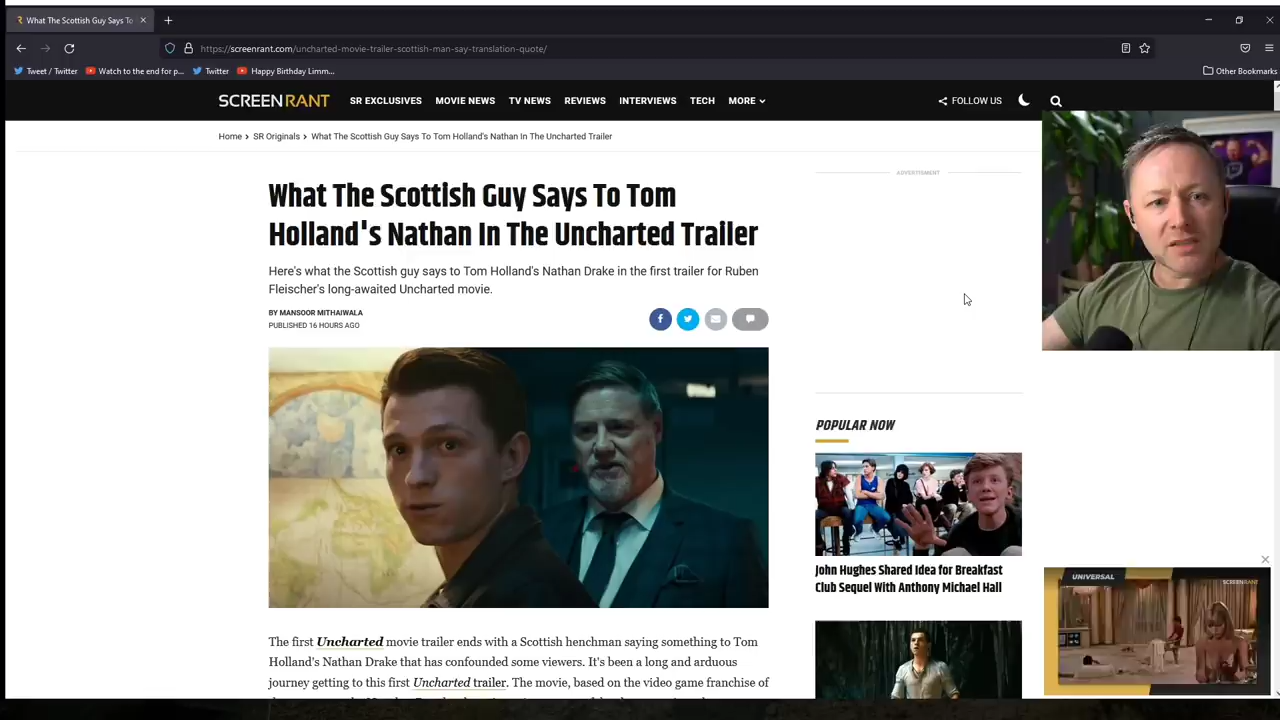 What The Scottish Guy Says To
https://screenrant.com/uncharted-movie-trailer-scottish-man-say-translation-quote/
Tweet / Twitter
Watch to the end for p...
Twitter
Happy Birthday Limm...
Other Bookmarks
SCREENRANT
SR EXCLUSIVES
MOVIE NEWS
TV NEWS
REVIEWS
INTERVIEWS
TECH
MORE
FOLLOW US
Home
SR Originals
What The Scottish Guy Says To Tom Holland's Nathan In The Uncharted Trailer
What The Scottish Guy Says To Tom
Holland's Nathan In The Uncharted Trailer
Here's what the Scottish guy says to Tom Holland's Nathan Drake in the first trailer for Ruben
Fleischer's long-awaited Uncharted movie.
BY MANSOOR MITHAIWALA
PUBLISHED 16 HOURS AGO
The first Uncharted movie trailer ends with a Scottish henchman saying something to Tom
Holland's Nathan Drake that has confounded some viewers. It's been a long and arduous
journey getting to this first Uncharted trailer. The movie, based on the video game franchise of
ADVERTISEMENT
POPULAR NOW
John Hughes Shared Idea for Breakfast
Club Sequel With Anthony Michael Hall
UNIVERSAL
SCREENRANT